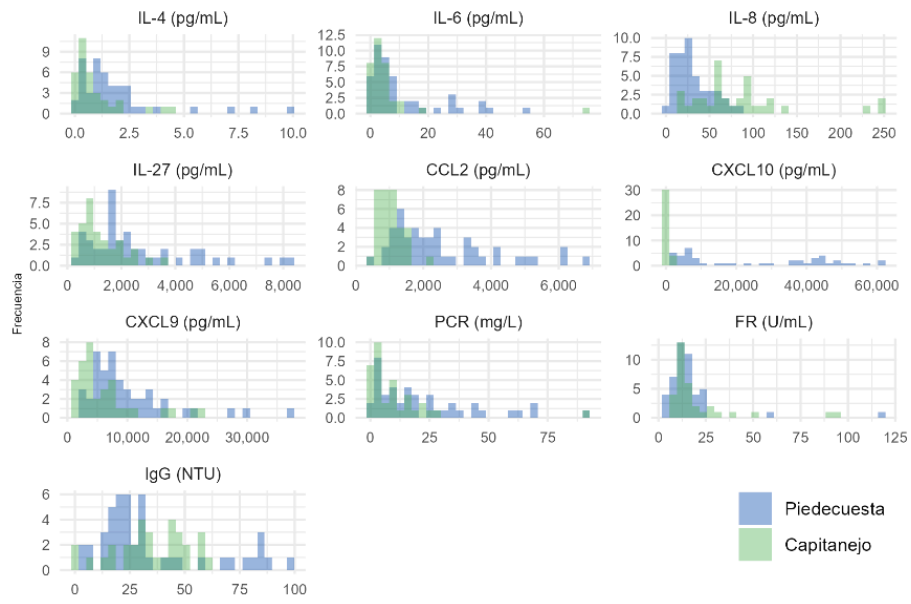 IL-4 (pg/mL)
IL-6 (pg/mL)
IL-8 (pg/mL)
9
6
3
0
0.0 2.5 5.0 7.5 10.0
12.5
10.0
7.5
5.0
2.5
0.0
0 20 40 60
10.0
7.5
5.0
2.5
0.0
0 50 100 150 200 250
IL-27 (pg/mL)
CCL2 (pg/mL)
CXCL10 (pg/mL)
7.5
5.0
2.5
0.0
0 2,000 4,000 6,000 8,000
8
6
4
2
0
2,000 4,000 6,000
30
20
10
0
0 20,000 40,000 60,000
Frecuencia
CXCL9 (pg/mL)
PCR (mg/L)
FR (U/mL)
8
6
4
2
0
0 10,000 20,000 30,000
10.0
7.5
5.0
2.5
0.0
0 25 50 75
10
5
0
0 25 50 75 100 125
IgG (NTU)
6
4
2
0
0 25 50 75 100
Piedecuesta
Capitanejo